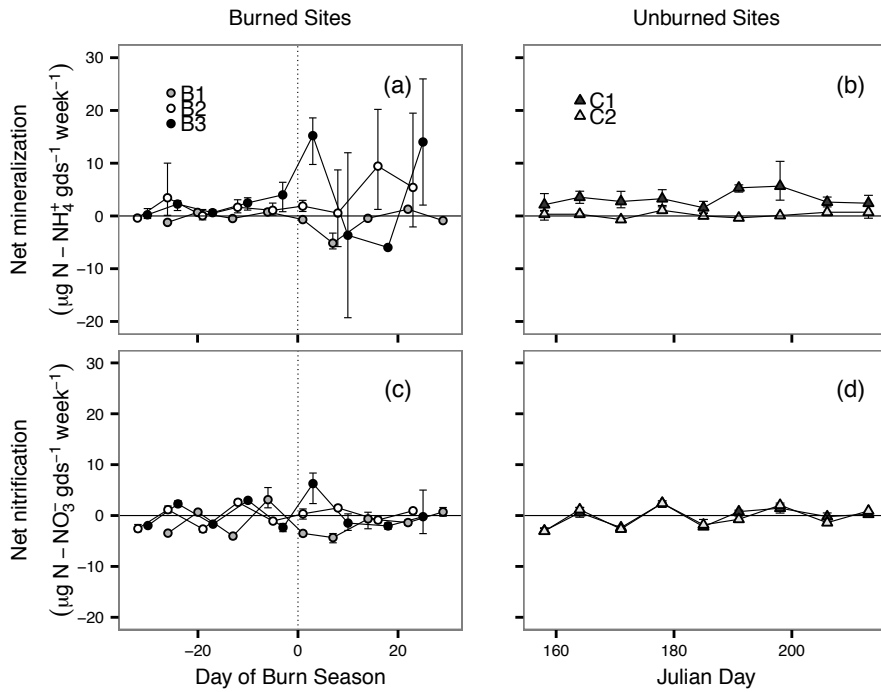 Burned Sites
Unburned Sites
Net mineralization
(μg N − NH₄⁺ gds⁻¹ week⁻¹)
30
20
10
0
−10
−20
(a)
B1
B2
B3
(b)
C1
C2
Net nitrification
(μg N − NO₃⁻ gds⁻¹ week⁻¹)
30
20
10
0
−10
−20
(c)
(d)
−20
0
20
160
180
200
Day of Burn Season
Julian Day